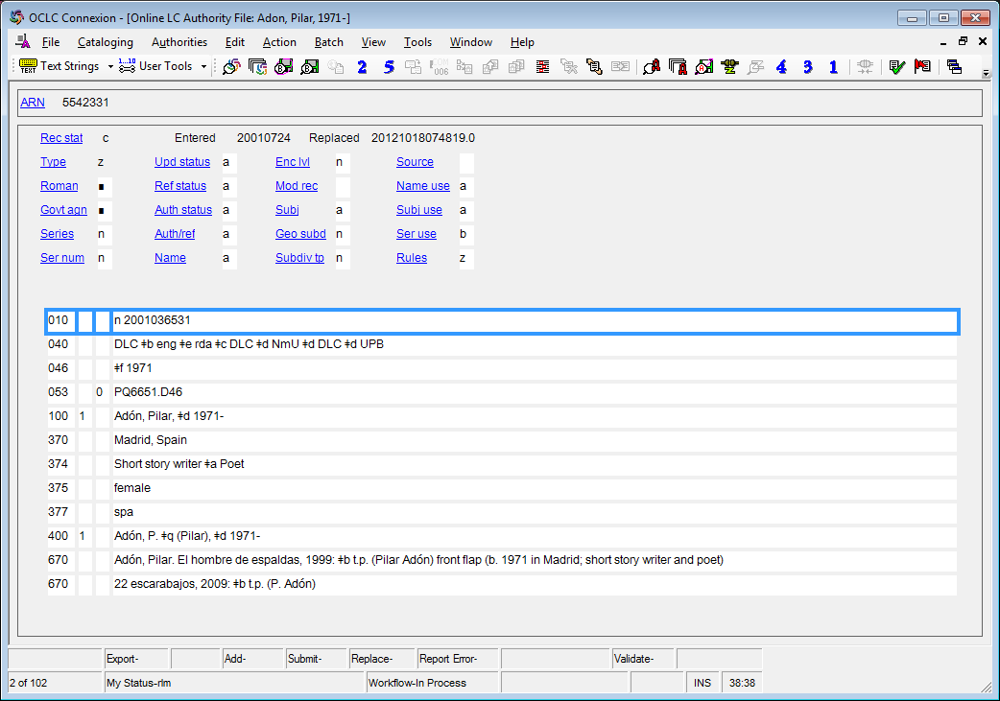 OCLC Connexion - [Online LC Authority File: Adon, Pilar, 1971-]
File Cataloging Authorities Edit Action Batch View Tools Window Help
TEXT Text Strings 1...10 User Tools 2 5 006 4 3 1
ARN 5542331
Rec stat c Entered 20010724 Replaced 20121018074819.0
Type z Upd status a Enc lvl n Source
Roman ▪ Ref status a Mod rec Name use a
Govt agn ▪ Auth status a Subj a Subj use a
Series n Auth/ref a Geo subd n Ser use b
Ser num n Name a Subdiv tp n Rules z
010 n 2001036531
040 DLC ǂb eng ǂe rda ǂc DLC ǂd NmU ǂd DLC ǂd UPB
046 ǂf 1971
053 0 PQ6651.D46
100 1 Adón, Pilar, ǂd 1971-
370 Madrid, Spain
374 Short story writer ǂa Poet
375 female
377 spa
400 1 Adón, P. ǂq (Pilar), ǂd 1971-
670 Adón, Pilar. El hombre de espaldas, 1999: ǂb t.p. (Pilar Adón) front flap (b. 1971 in Madrid; short story writer and poet)
670 22 escarabajos, 2009: ǂb t.p. (P. Adón)
Export- Add- Submit- Replace- Report Error- Validate-
2 of 102 My Status-rlm Workflow-In Process INS 38:38